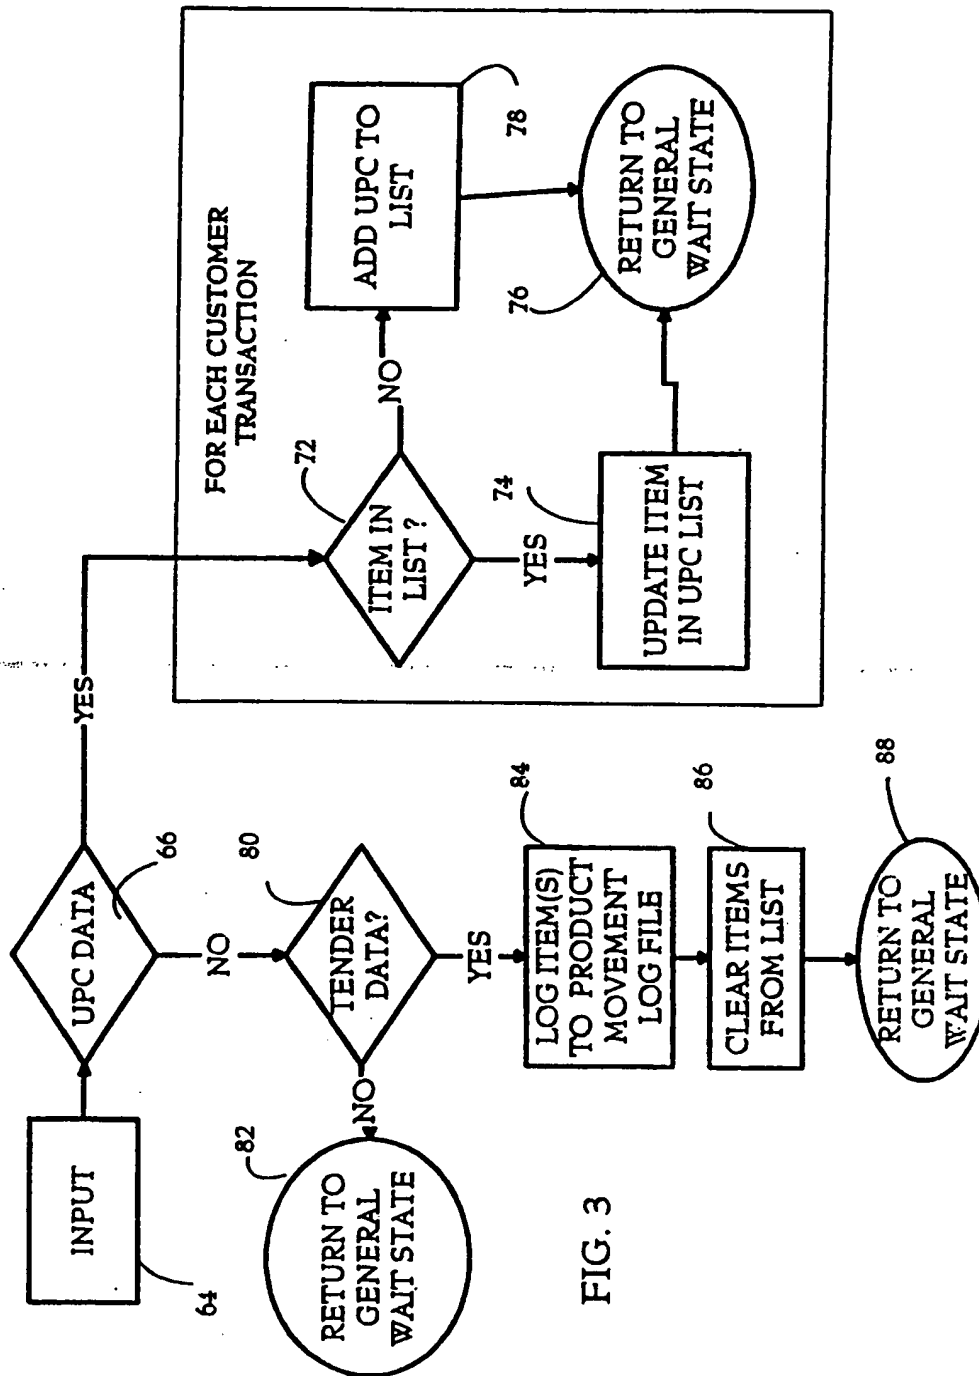 INPUT
64
UPC DATA
66
YES
NO
FOR EACH CUSTOMER
TRANSACTION
ITEM IN
LIST ?
72
NO
ADD UPC TO
LIST
78
YES
74
UPDATE ITEM
IN UPC LIST
76
RETURN TO
GENERAL
WAIT STATE
80
TENDER
DATA?
NO
82
RETURN TO
GENERAL
WAIT STATE
YES
84
LOG ITEM(S)
TO PRODUCT
MOVEMENT
LOG FILE
86
CLEAR ITEMS
FROM LIST
88
RETURN TO
GENERAL
WAIT STATE
FIG. 3